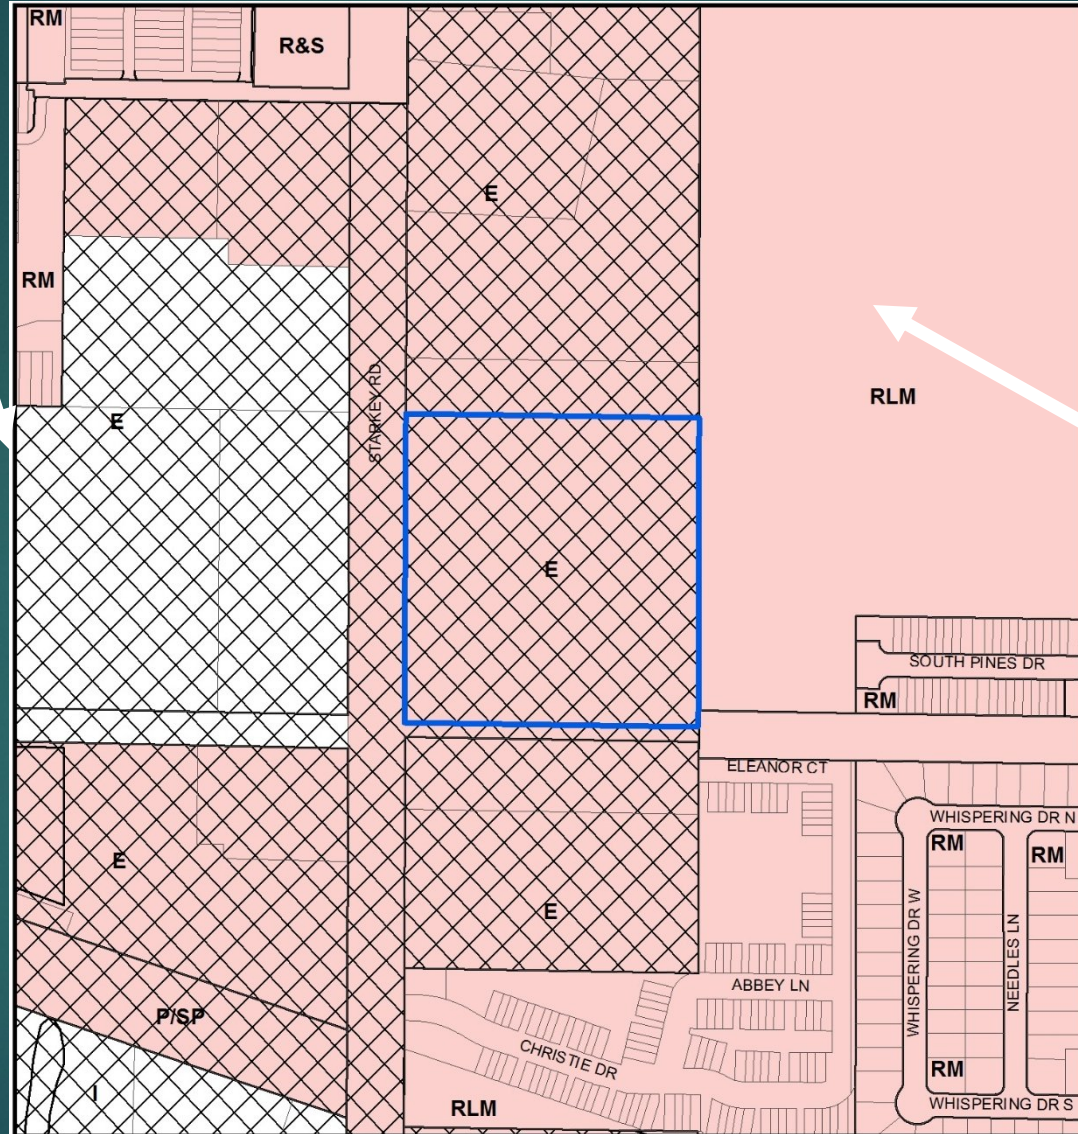 RM
R&S
E
RM
STARKEY RD
RLM
E
E
SOUTH PINES DR
RM
ELEANOR CT
WHISPERING DR N
RM
RM
E
E
WHISPERING DR W
NEEDLES LN
ABBEY LN
P/SP
CHRISTIE DR
RM
I
RLM
WHISPERING DR S